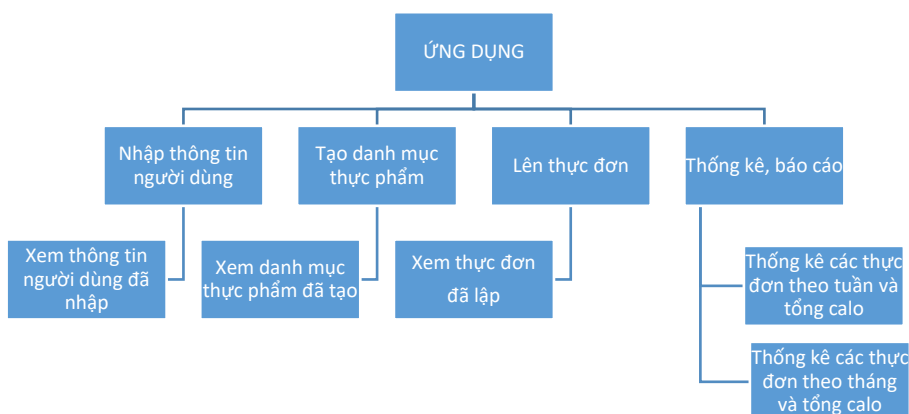 ỨNG DỤNG
Nhập thông tin
người dùng
Tạo danh mục
thực phẩm
Lên thực đơn
Thống kê, báo cáo
Xem thông tin
người dùng đã
nhập
Xem danh mục
thực phẩm đã tạo
Xem thực đơn
đã lập
Thống kê các thực
đơn theo tuần và
tổng calo
Thống kê các thực
đơn theo tháng
và tổng calo